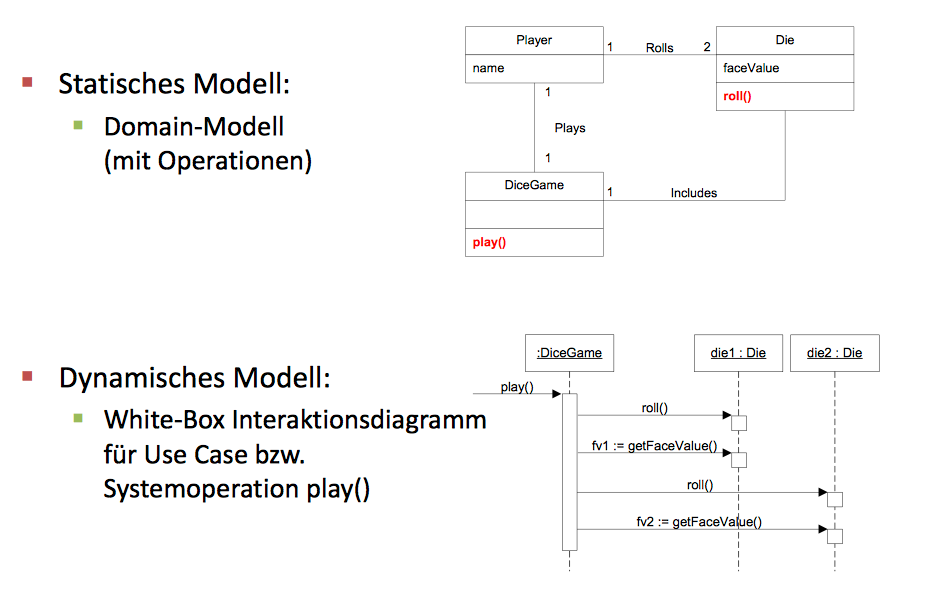 Statisches Modell:
Domain-Modell
(mit Operationen)
Player
name
1
Rolls
2
Die
faceValue
roll()
1
Plays
1
DiceGame
play()
1
Includes
Dynamisches Modell:
White-Box Interaktionsdiagramm
für Use Case bzw.
Systemoperation play()
:DiceGame
die1 : Die
die2 : Die
play()
roll()
fv1 := getFaceValue()
roll()
fv2 := getFaceValue()